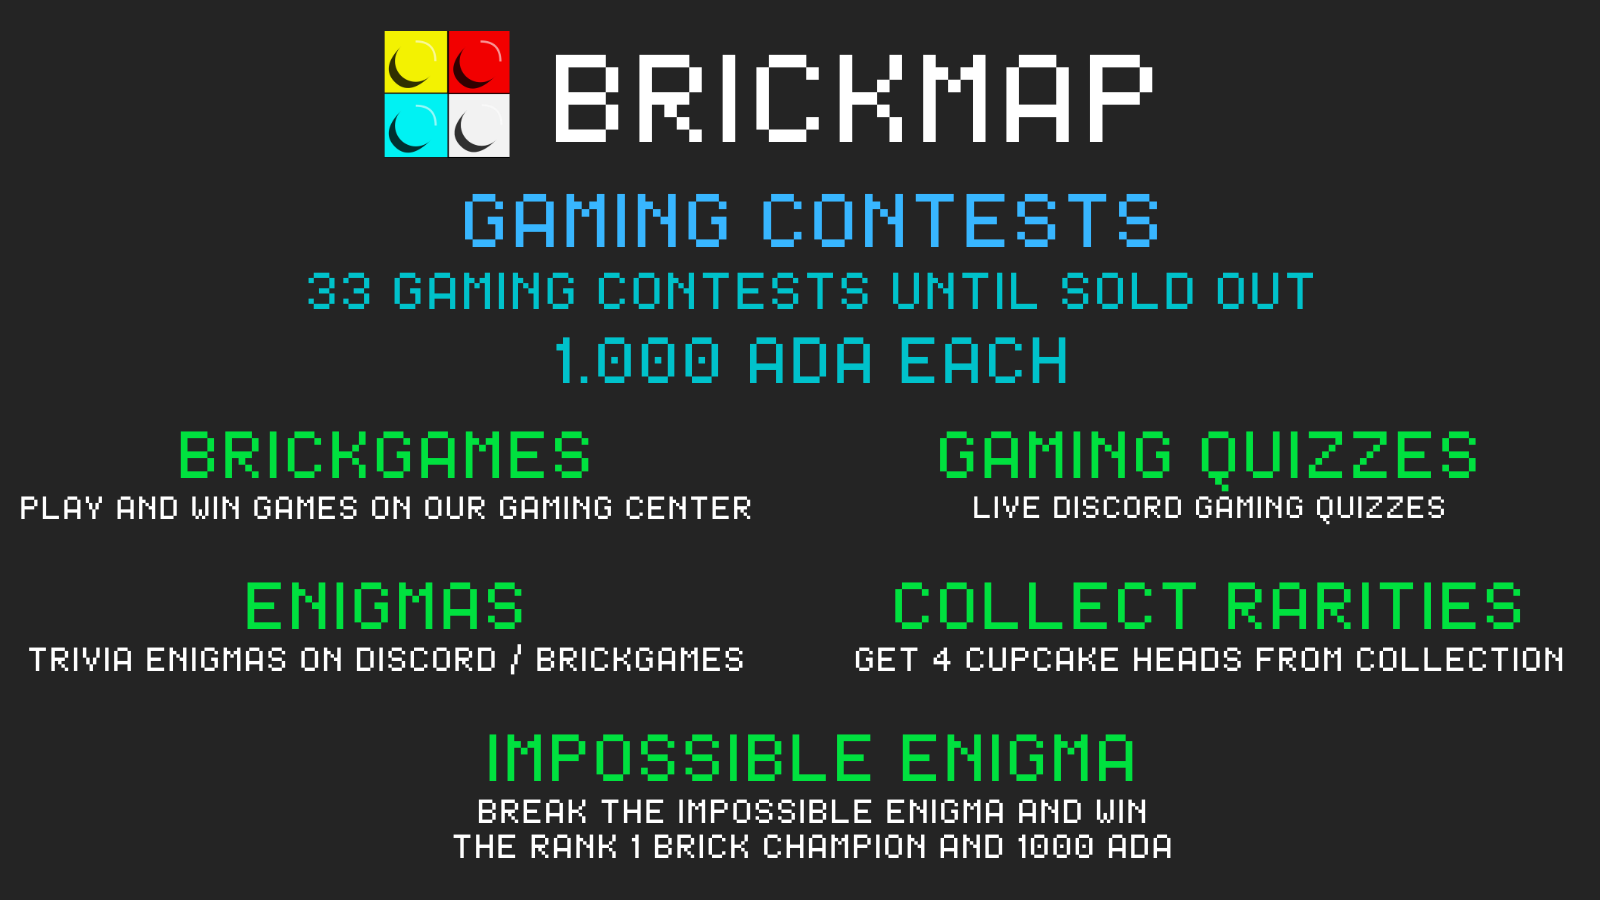 BRICKMAP
GAMING CONTESTS
33 GAMING CONTESTS UNTIL SOLD OUT
1.000 ADA EACH
BRICKGAMES
PLAY AND WIN GAMES ON OUR GAMING CENTER
GAMING QUIZZES
LIVE DISCORD GAMING QUIZZES
ENIGMAS
TRIVIA ENIGMAS ON DISCORD / BRICKGAMES
COLLECT RARITIES
GET 4 CUPCAKE HEADS FROM COLLECTION
IMPOSSIBLE ENIGMA
BREAK THE IMPOSSIBLE ENIGMA AND WIN
THE RANK 1 BRICK CHAMPION AND 1000 ADA